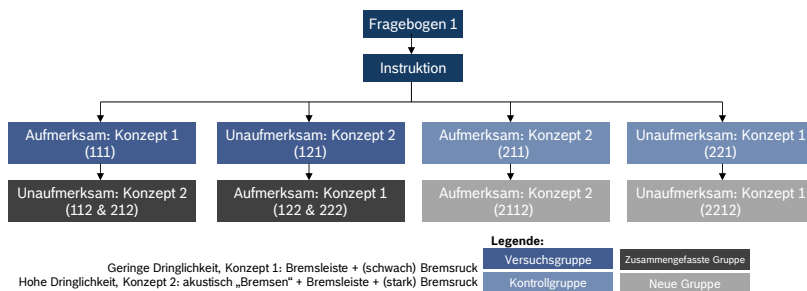 Fragebogen 1
Instruktion
Aufmerksam: Konzept 1
(111)
Unaufmerksam: Konzept 2
(121)
Aufmerksam: Konzept 2
(211)
Unaufmerksam: Konzept 1
(221)
Unaufmerksam: Konzept 2
(112 & 212)
Aufmerksam: Konzept 1
(122 & 222)
Aufmerksam: Konzept 2
(2112)
Unaufmerksam: Konzept 1
(2212)
Legende:
Geringe Dringlichkeit, Konzept 1: Bremsleiste + (schwach) Bremsruck
Hohe Dringlichkeit, Konzept 2: akustisch „Bremsen“ + Bremsleiste + (stark) Bremsruck
Versuchsgruppe
Zusammengefasste Gruppe
Kontrollgruppe
Neue Gruppe